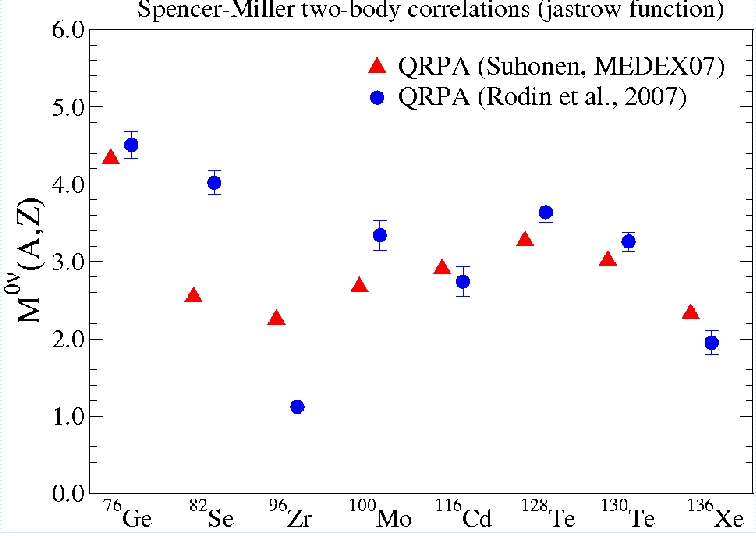 Spencer-Miller two-body correlations (jastrow function)
6.0
QRPA (Suhonen, MEDEX07)
QRPA (Rodin et al., 2007)
5.0
4.0
3.0
2.0
1.0
0.0
M^0ν(A,Z)
^76Ge ^82Se ^96Zr ^100Mo ^116Cd ^128Te ^130Te ^136Xe